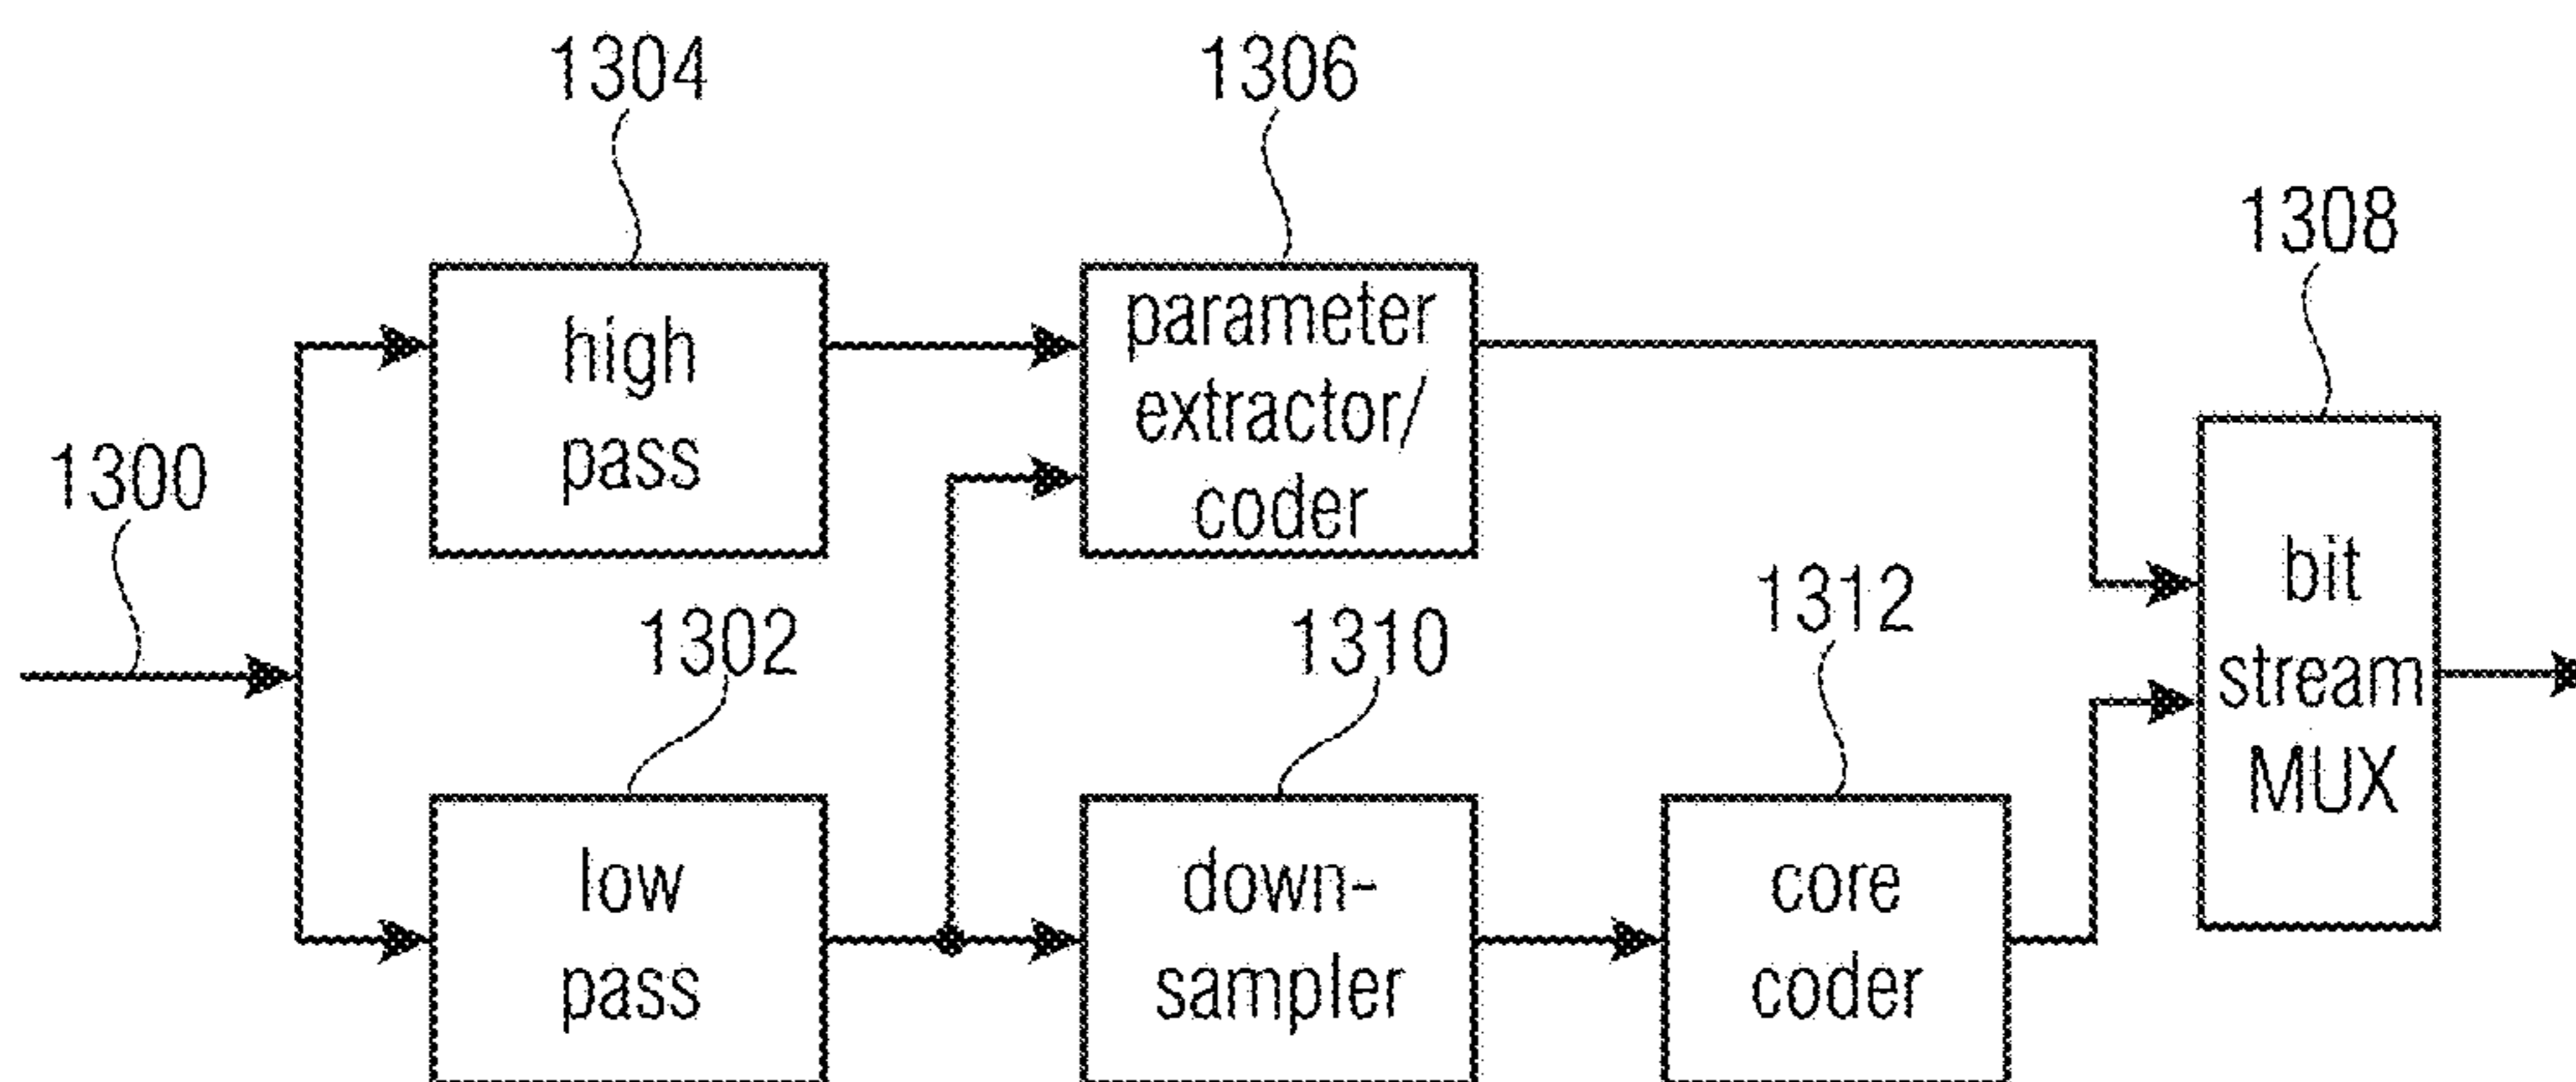 1304
1306
1308
high
pass
parameter
extractor/
coder
1300
1302
1310
1312
bit
stream
MUX
low
pass
down-
sampler
core
coder